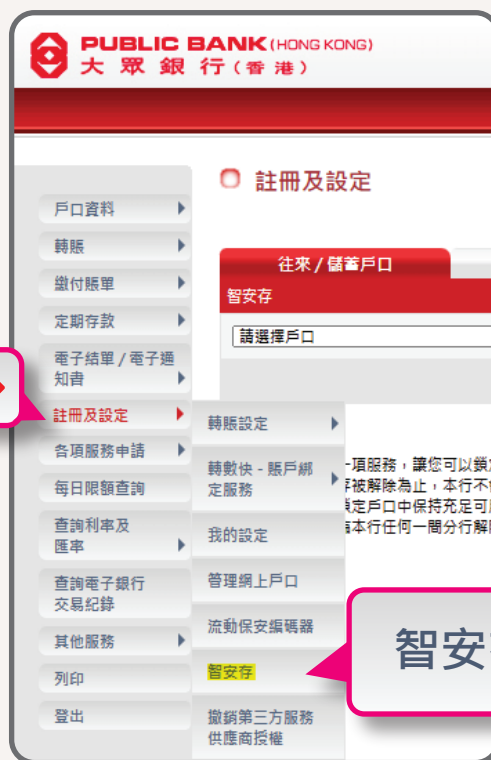 PUBLIC BANK (HONG KONG)
大眾銀行(香港)
註冊及設定
戶口資料
轉賬
繳付賬單
定期存款
電子結單 / 電子通
知書
註冊及設定
各項服務申請
每日限額查詢
查詢利率及
匯率
查詢電子銀行
交易紀錄
其他服務
列印
登出
往來 / 儲蓄戶口
智安存
請選擇戶口
轉賬設定
轉數快 - 賬戶綁
定服務
我的設定
管理網上戶口
流動保安編碼器
智安存
撤銷第三方服務
供應商授權
一項服務,讓您可以鎖
被解除為止,本行不
定戶口中保持充足可
本行任何一間分行解
智安